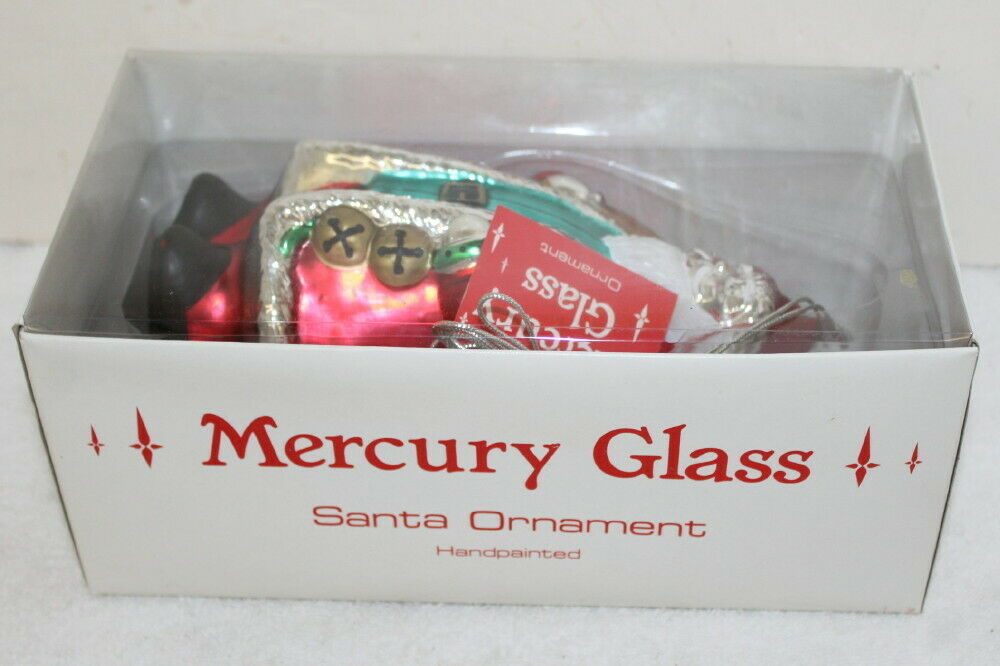 Ornament
Glass
Mercury Glass
Santa Ornament
Handpainted